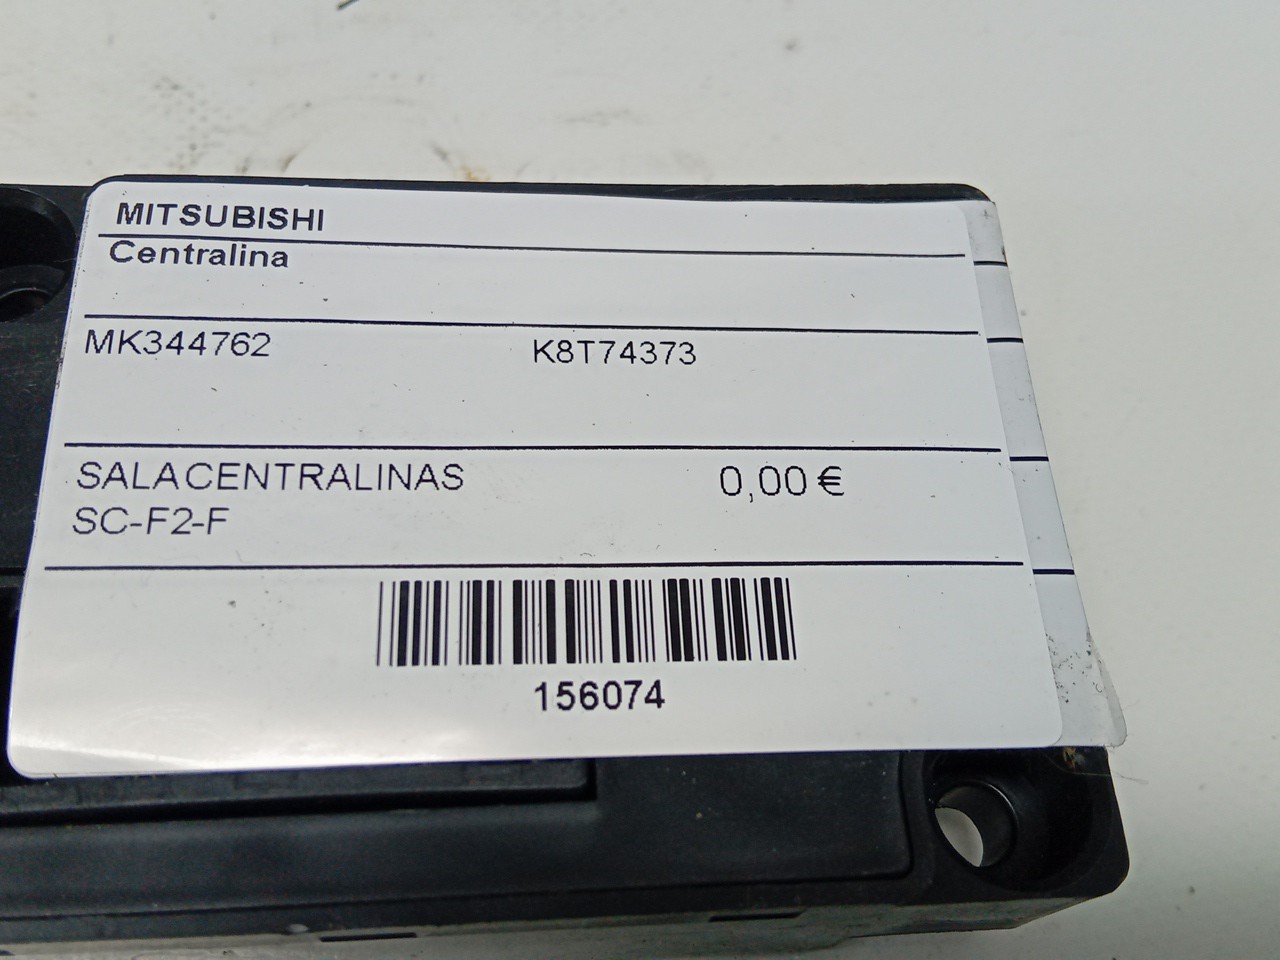 MITSUBISHI
Centralina
MK344762 K8T74373
SALACENTRALINAS 0,00 €
SC-F2-F
156074